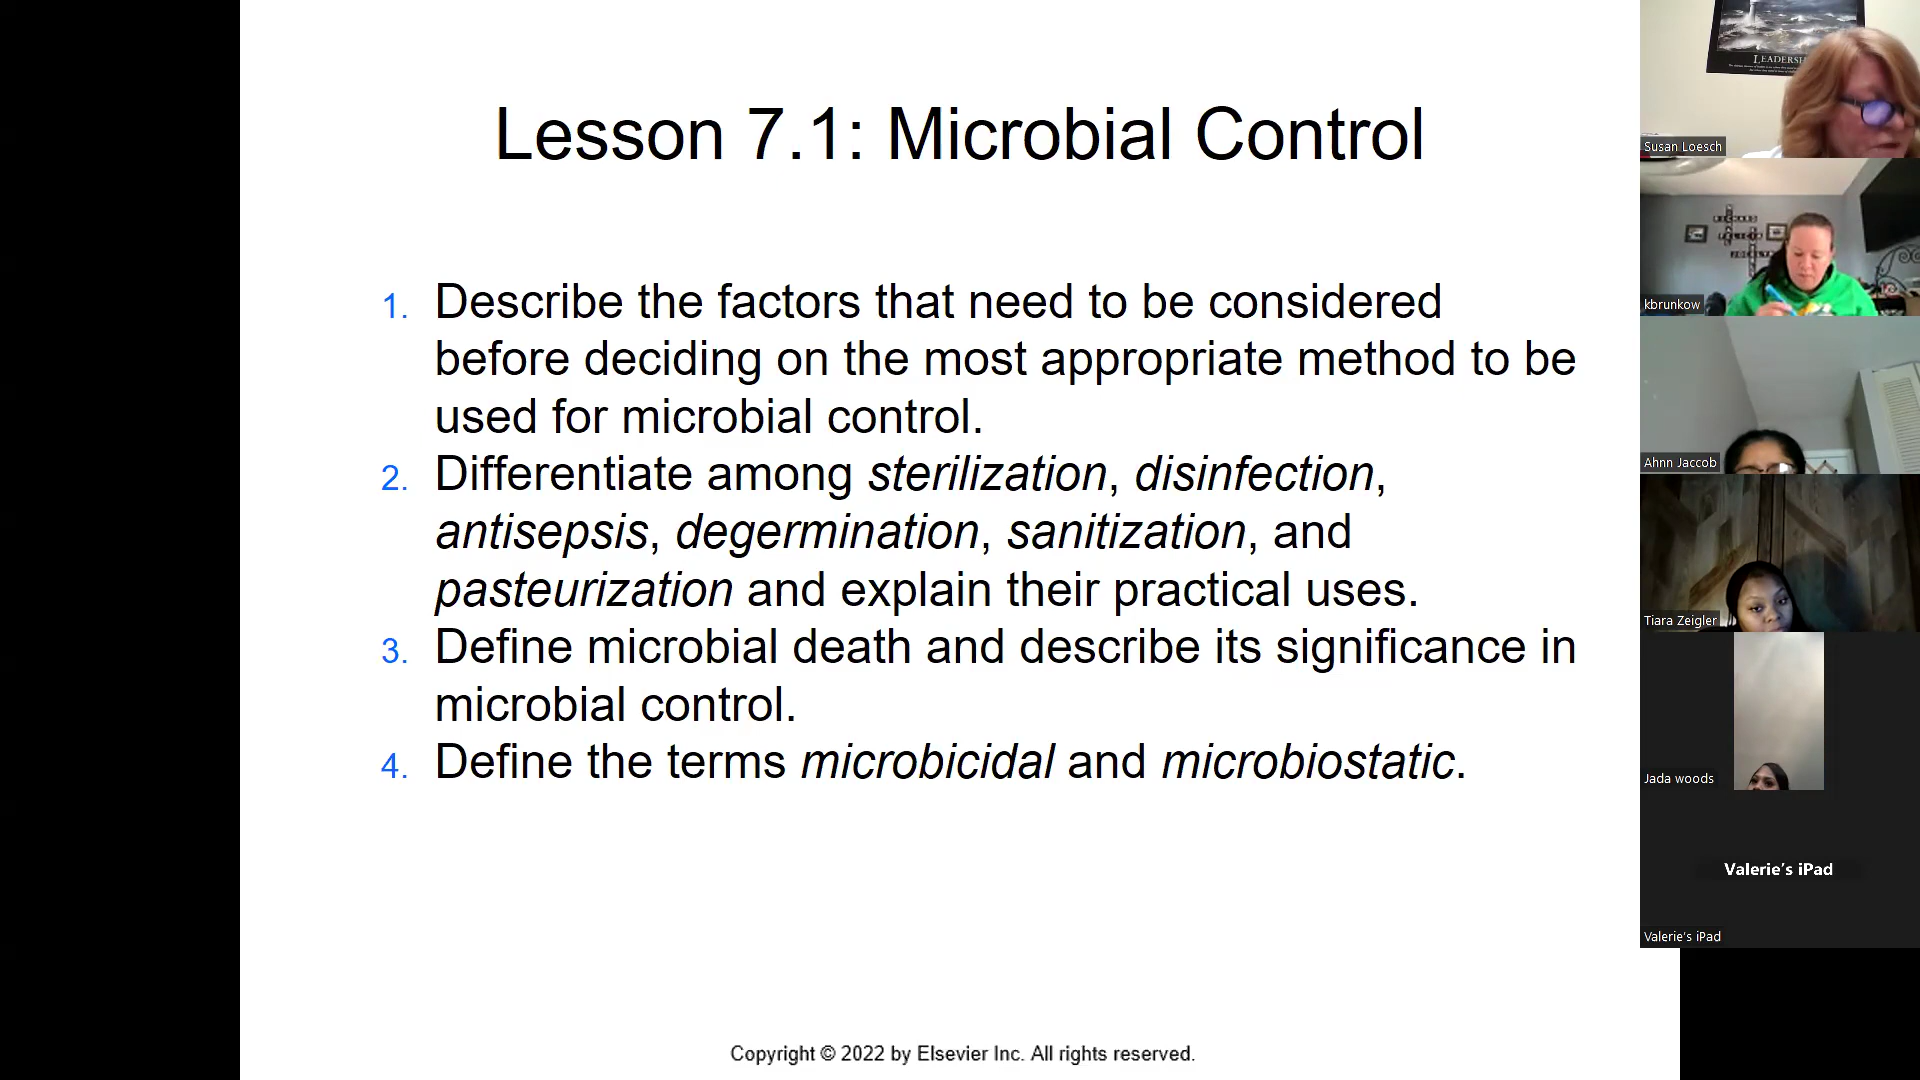 Lesson 7.1: Microbial Control
1. Describe the factors that need to be considered
before deciding on the most appropriate method to be
used for microbial control.
2. Differentiate among sterilization, disinfection,
antisepsis, degermination, sanitization, and
pasteurization and explain their practical uses.
3. Define microbial death and describe its significance in
microbial control.
4. Define the terms microbicidal and microbiostatic.
Copyright © 2022 by Elsevier Inc. All rights reserved.
LEADERSH
Susan Loesch
RICHARD
JOCELYN
kbrunkow
Ahnn Jaccob
Tiara Zeigler
Jada woods
Valerie's iPad
Valerie's iPad